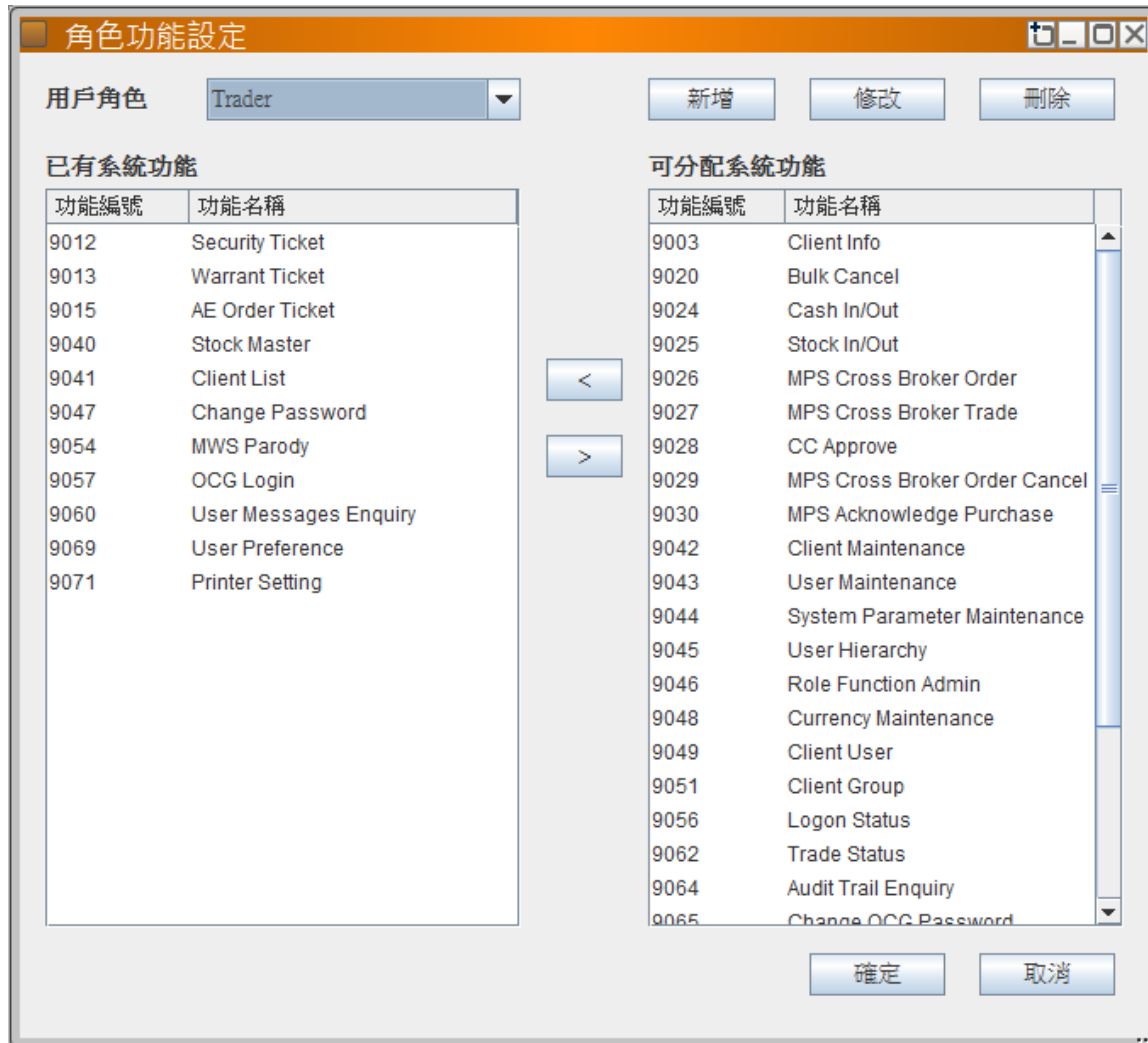 角色功能設定
用戶角色 Trader 新增 修改 刪除
已有系統功能 可分配系統功能
功能編號 功能名稱 功能編號 功能名稱
9012 Security Ticket 9003 Client Info
9013 Warrant Ticket 9020 Bulk Cancel
9015 AE Order Ticket 9024 Cash In/Out
9040 Stock Master 9025 Stock In/Out
9041 Client List 9026 MPS Cross Broker Order
9047 Change Password 9027 MPS Cross Broker Trade
9054 MWS Parody 9028 CC Approve
9057 OCG Login 9029 MPS Cross Broker Order Cancel
9060 User Messages Enquiry 9030 MPS Acknowledge Purchase
9069 User Preference 9042 Client Maintenance
9071 Printer Setting 9043 User Maintenance
9044 System Parameter Maintenance
9045 User Hierarchy
9046 Role Function Admin
9048 Currency Maintenance
9049 Client User
9051 Client Group
9056 Logon Status
9062 Trade Status
9064 Audit Trail Enquiry
9065 Change OCG Password
< 
>
確定 取消